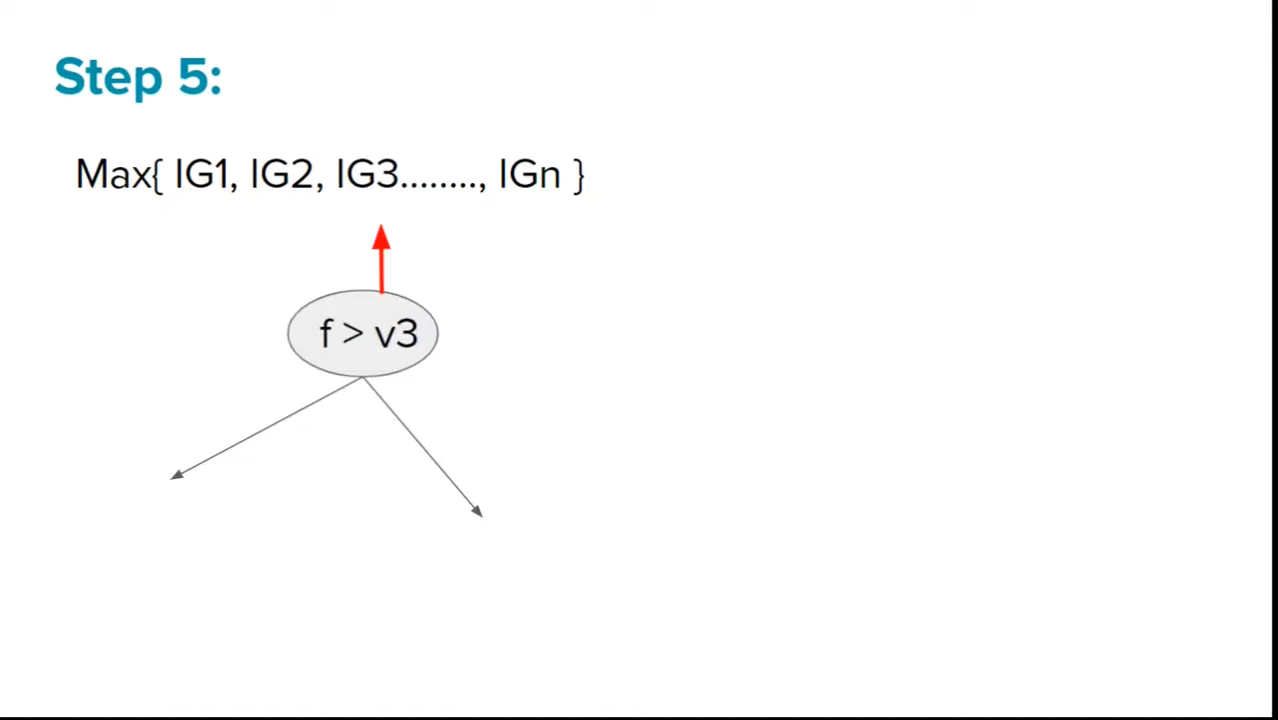 Step 5:
Max{ IG1, IG2, IG3........, IGn }
f > v3